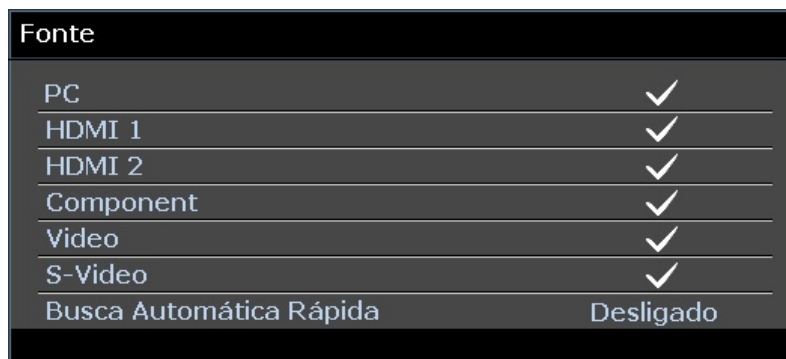 Fonte
PC ✓
HDMI 1 ✓
HDMI 2 ✓
Component ✓
Video ✓
S-Video ✓
Busca Automática Rápida Desligado